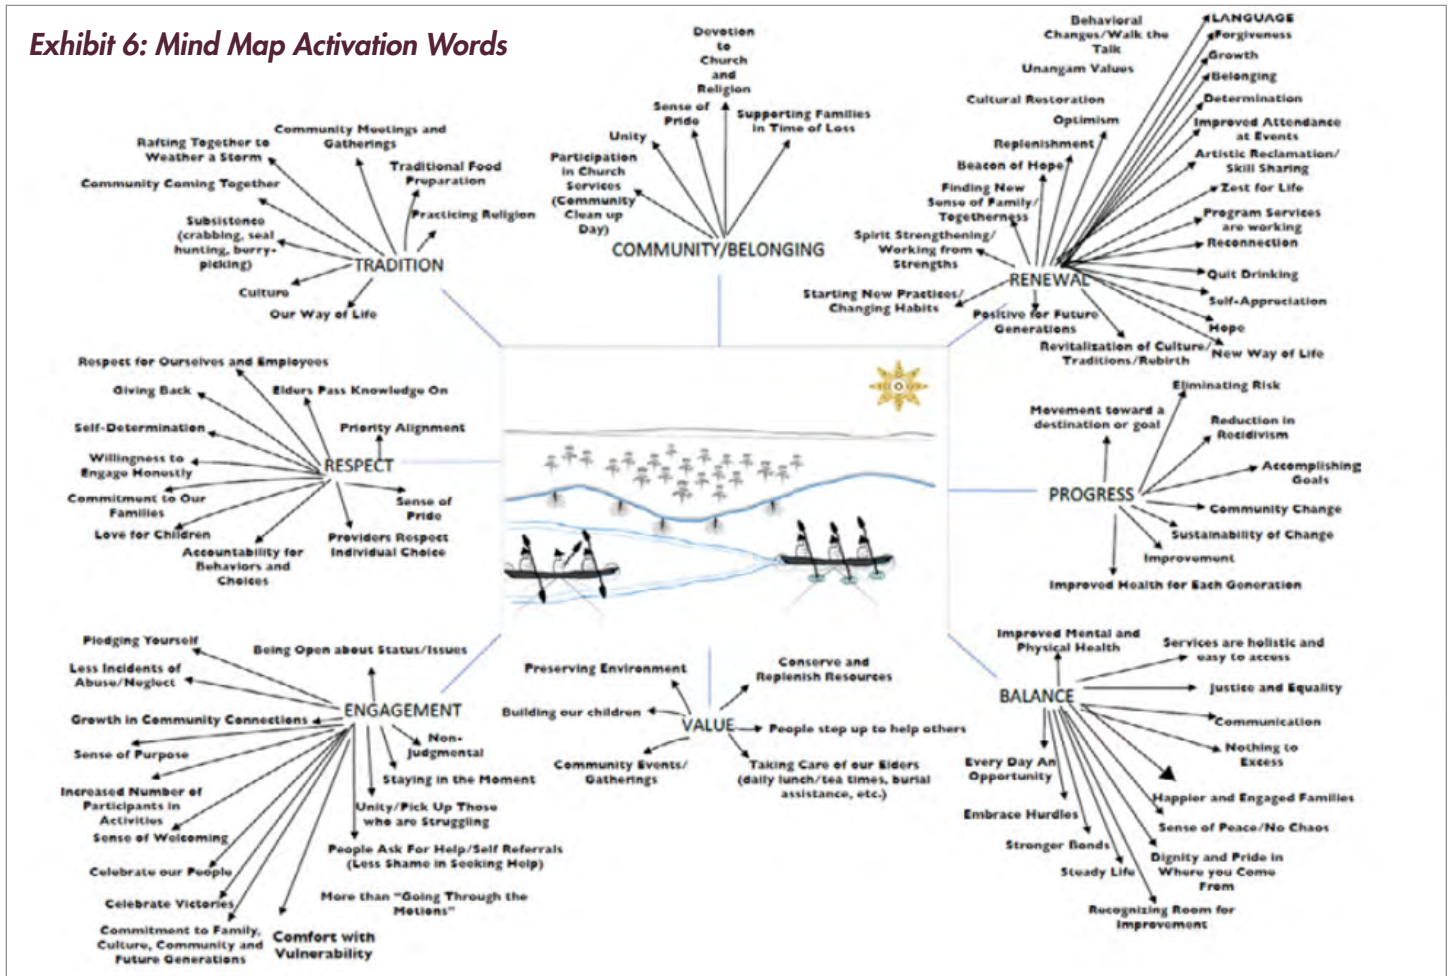 Exhibit 6: Mind Map Activation Words
Rafting Together to
Weather a Storm
Community Meetings and
Gatherings
Traditional Food
Preparation
Community Coming Together
Practicing Religion
Subsistence
(crabbing, seal
hunting, berry-
picking)
TRADITION
Culture
Our Way of Life
Devotion
to
Church
and
Religion
Sense of
Pride
Supporting Families
in Time of Loss
Unity
Participation
in Church
Services
(Community
Clean up
Day)
COMMUNITY/BELONGING
Behavioral
Changes/Walk the
Talk
Unangam Values
Cultural Restoration
Optimism
Replenishment
Beacon of Hope
Finding New
Sense of Family/
Togetherness
Spirit Strengthening/
Working from
Strengths
Starting New Practices/
Changing Habits
RENEWAL
Positive for Future
Generations
Revitalization of Culture/
Traditions/Rebirth
LANGUAGE
Forgiveness
Growth
Belonging
Determination
Improved Attendance
at Events
Artistic Reclamation/
Skill Sharing
Zest for Life
Program Services
are working
Reconnection
Quit Drinking
Self-Appreciation
Hope
New Way of Life
Respect for Ourselves and Employees
Giving Back
Elders Pass Knowledge On
Self-Determination
Priority Alignment
Willingness to
Engage Honestly
RESPECT
Commitment to Our
Families
Sense of
Pride
Love for Children
Accountability for
Behaviors and
Choices
Providers Respect
Individual Choice
Eliminating Risk
Movement toward a
destination or goal
Reduction in
Recidivism
Accomplishing
Goals
PROGRESS
Community Change
Sustainability of Change
Improvement
Improved Health for Each Generation
Pledging Yourself
Being Open about Status/Issues
Less Incidents of
Abuse/Neglect
ENGAGEMENT
Growth in Community Connections
Non-
Judgmental
Sense of Purpose
Staying in the Moment
Increased Number of
Participants in
Activities
Unity/Pick Up Those
who are Struggling
Sense of Welcoming
People Ask For Help/Self Referrals
(Less Shame in Seeking Help)
Celebrate our People
More than "Going Through the
Motions"
Celebrate Victories
Commitment to Family,
Culture, Community and
Future Generations
Comfort with
Vulnerability
Preserving Environment
Conserve and
Replenish Resources
Building our children
VALUE
People step up to help others
Community Events/
Gatherings
Taking Care of our Elders
(daily lunch/tea times, burial
assistance, etc.)
Improved Mental and
Physical Health
Services are holistic and
easy to access
BALANCE
Justice and Equality
Communication
Nothing to
Excess
Every Day An
Opportunity
Happier and Engaged Families
Embrace Hurdles
Sense of Peace/No Chaos
Stronger Bonds
Dignity and Pride in
Where you Come
From
Steady Life
Recognizing Room for
Improvement